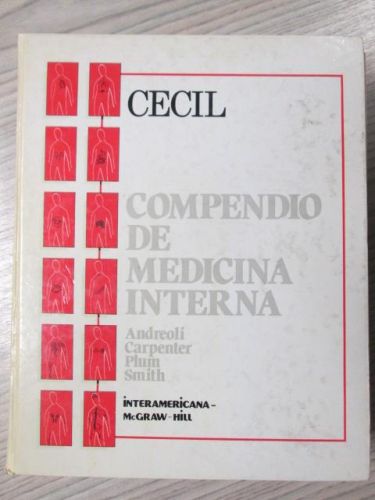 CECIL
COMPENDIO
DE
MEDICINA
INTERNA
Andreoli
Carpenter
Plum
Smith
INTERAMERICANA-
McGRAW-HILL